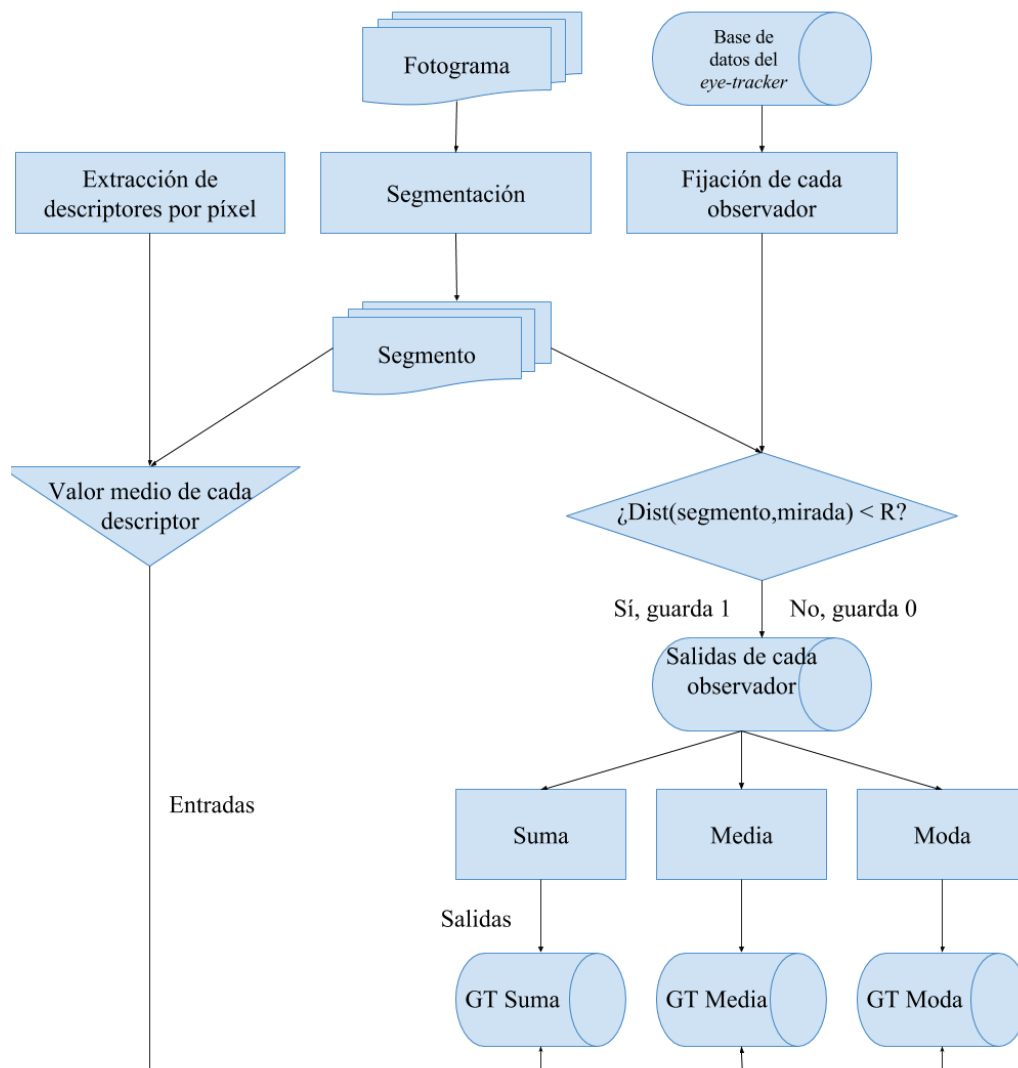 Fotograma
Base de
datos del
eye-tracker
Extracción de
descriptores por píxel
Segmentación
Fijación de cada
observador
Segmento
Valor medio de cada
descriptor
¿Dist(segmento,mirada) < R?
Sí, guarda 1
No, guarda 0
Salidas de cada
observador
Entradas
Suma
Media
Moda
Salidas
GT Suma
GT Media
GT Moda